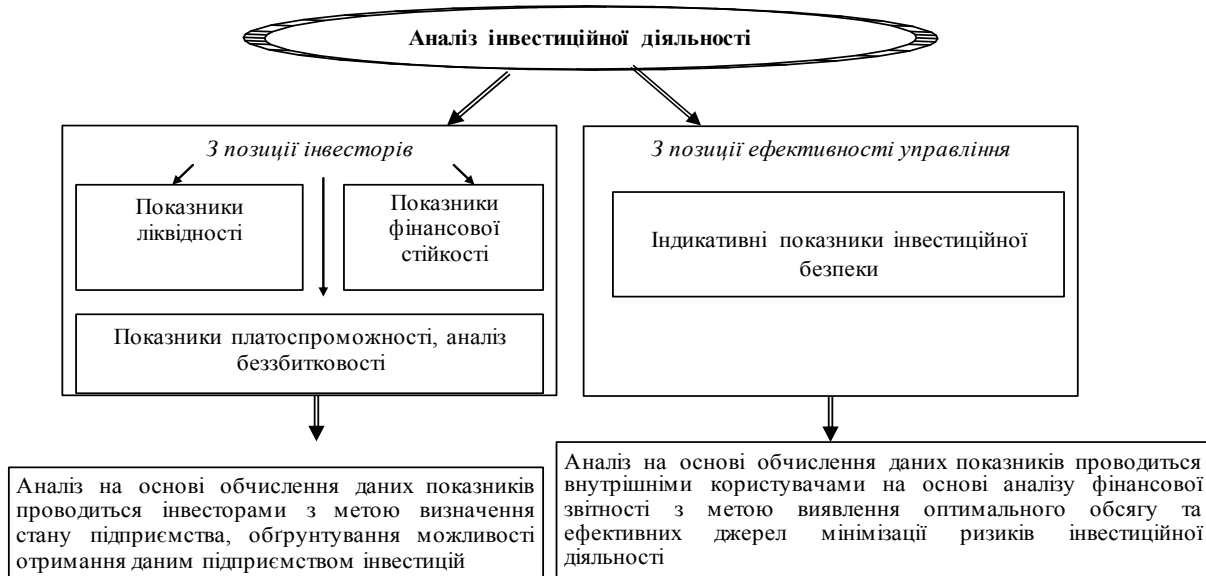 Аналіз інвестиційної діяльності
З позиції інвесторів
Показники
ліквідності
Показники
фінансової
стійкості
Показники платоспроможності, аналіз
беззбитковості
З позиції ефективності управління
Індикативні показники інвестиційної
безпеки
Аналіз на основі обчислення даних показників
проводиться інвесторами з метою визначення
стану підприємства, обґрунтування можливості
отримання даним підприємством інвестицій
Аналіз на основі обчислення даних показників проводиться
внутрішніми користувачами на основі аналізу фінансової
звітності з метою виявлення оптимального обсягу та
ефективних джерел мінімізації ризиків інвестиційної
діяльності